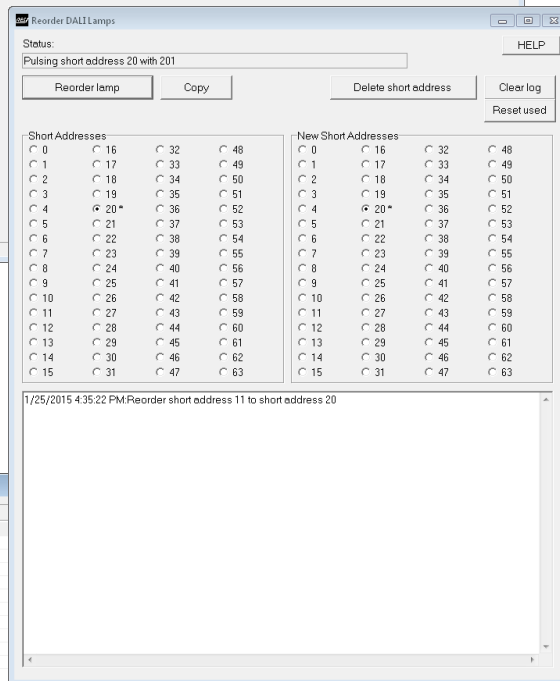 DALI Reorder DALI Lamps
Status:
HELP
Pulsing short address 20 with 201
Reorder lamp Copy Delete short address Clear log
Reset used
Short Addresses New Short Addresses
0 16 32 48 0 16 32 48
1 17 33 49 1 17 33 49
2 18 34 50 2 18 34 50
3 19 35 51 3 19 35 51
4 20* 36 52 4 20* 36 52
5 21 37 53 5 21 37 53
6 22 38 54 6 22 38 54
7 23 39 55 7 23 39 55
8 24 40 56 8 24 40 56
9 25 41 57 9 25 41 57
10 26 42 58 10 26 42 58
11 27 43 59 11 27 43 59
12 28 44 60 12 28 44 60
13 29 45 61 13 29 45 61
14 30 46 62 14 30 46 62
15 31 47 63 15 31 47 63
1/25/2015 4:35:22 PM:Reorder short address 11 to short address 20